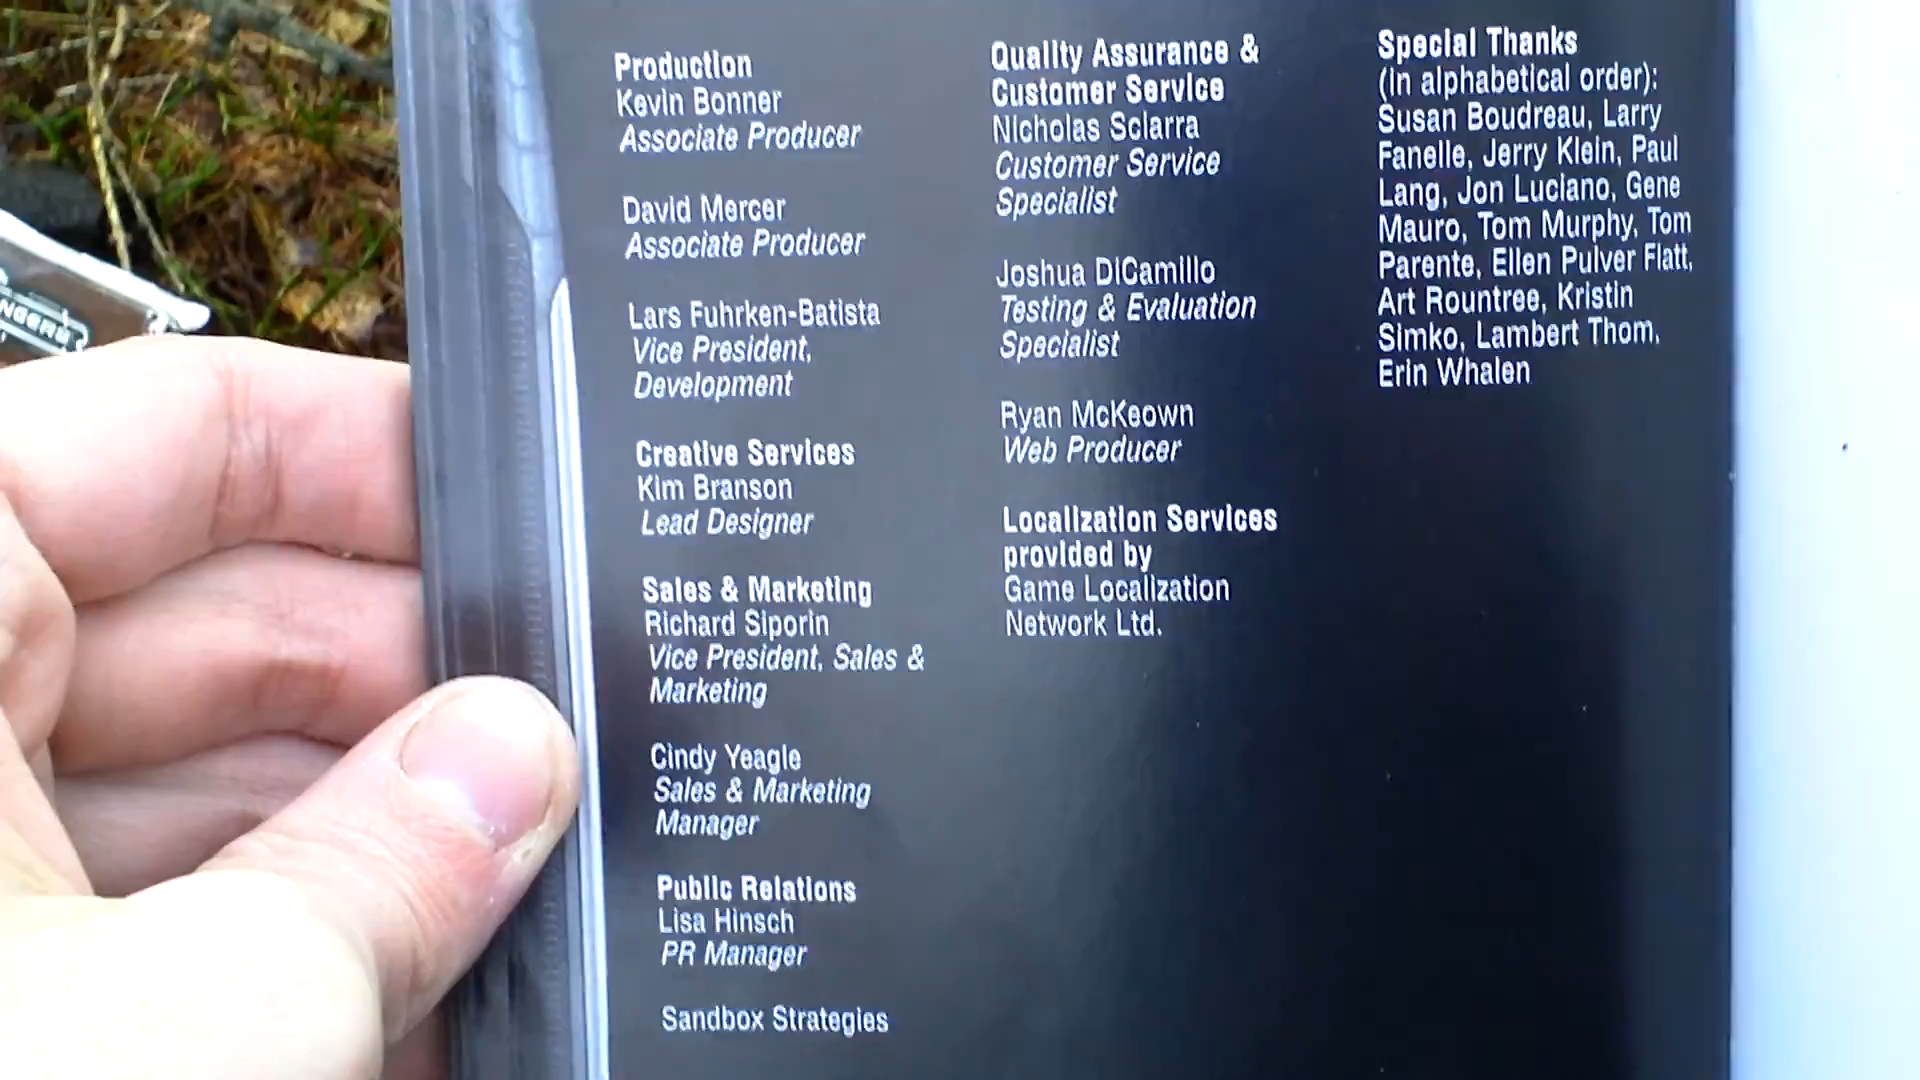 Production
Kevin Bonner
Associate Producer
David Mercer
Associate Producer
Lars Fuhrken-Batista
Vice President,
Development
Creative Services
Kim Branson
Lead Designer
Sales & Marketing
Richard Siporin
Vice President, Sales &
Marketing
Cindy Yeagle
Sales & Marketing
Manager
Public Relations
Lisa Hinsch
PR Manager
Sandbox Strategies
Quality Assurance &
Customer Service
Nicholas Sciarra
Customer Service
Specialist
Joshua DiCamillo
Testing & Evaluation
Specialist
Ryan McKeown
Web Producer
Localization Services
provided by
Game Localization
Network Ltd.
Special Thanks
(in alphabetical order):
Susan Boudreau, Larry
Fanelle, Jerry Klein, Paul
Lang, Jon Luciano, Gene
Mauro, Tom Murphy, Tom
Parente, Ellen Pulver Flatt,
Art Rountree, Kristin
Simko, Lambert Thom,
Erin Whalen